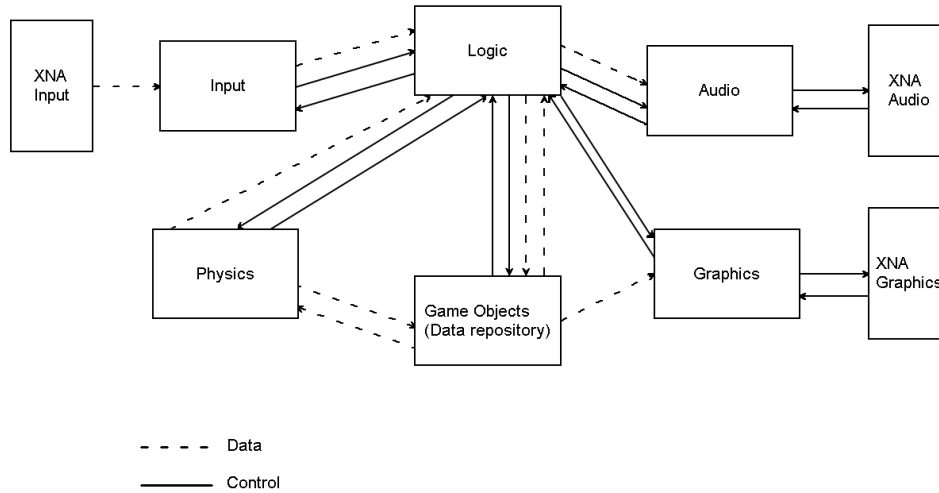 XNA
Input
Input
Logic
Audio
XNA
Audio
Physics
Game Objects
(Data repository)
Graphics
XNA
Graphics
Data
Control